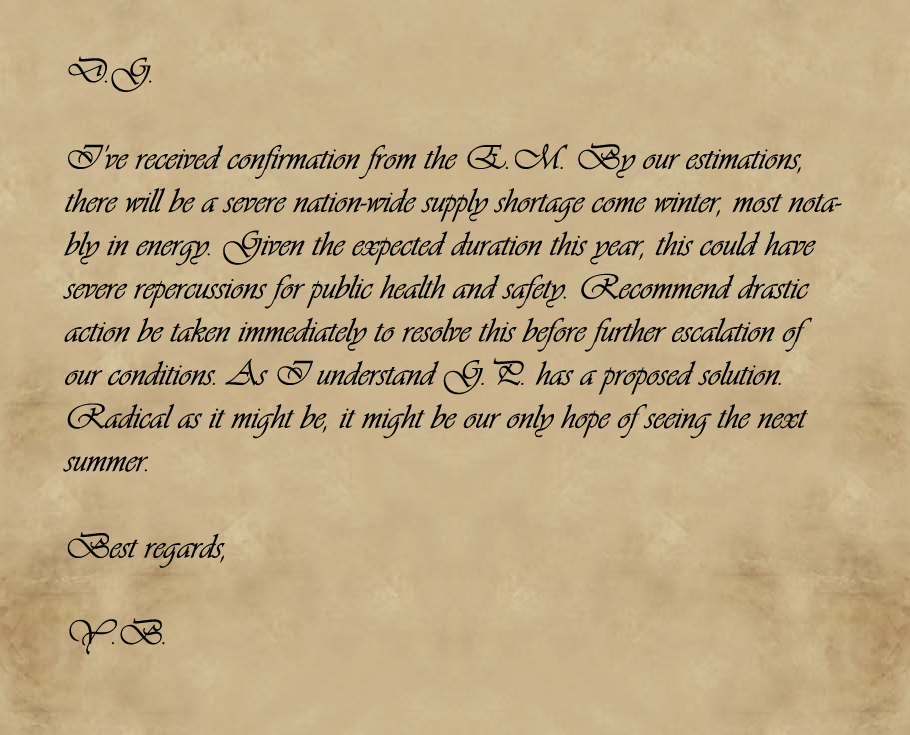 D.G.
I've received confirmation from the E.M. By our estimations,
there will be a severe nation-wide supply shortage come winter, most nota-
bly in energy. Given the expected duration this year, this could have
severe repercussions for public health and safety. Recommend drastic
action be taken immediately to resolve this before further escalation of
our conditions. As I understand G.P. has a proposed solution.
Radical as it might be, it might be our only hope of seeing the next
summer.
Best regards,
Y.B.